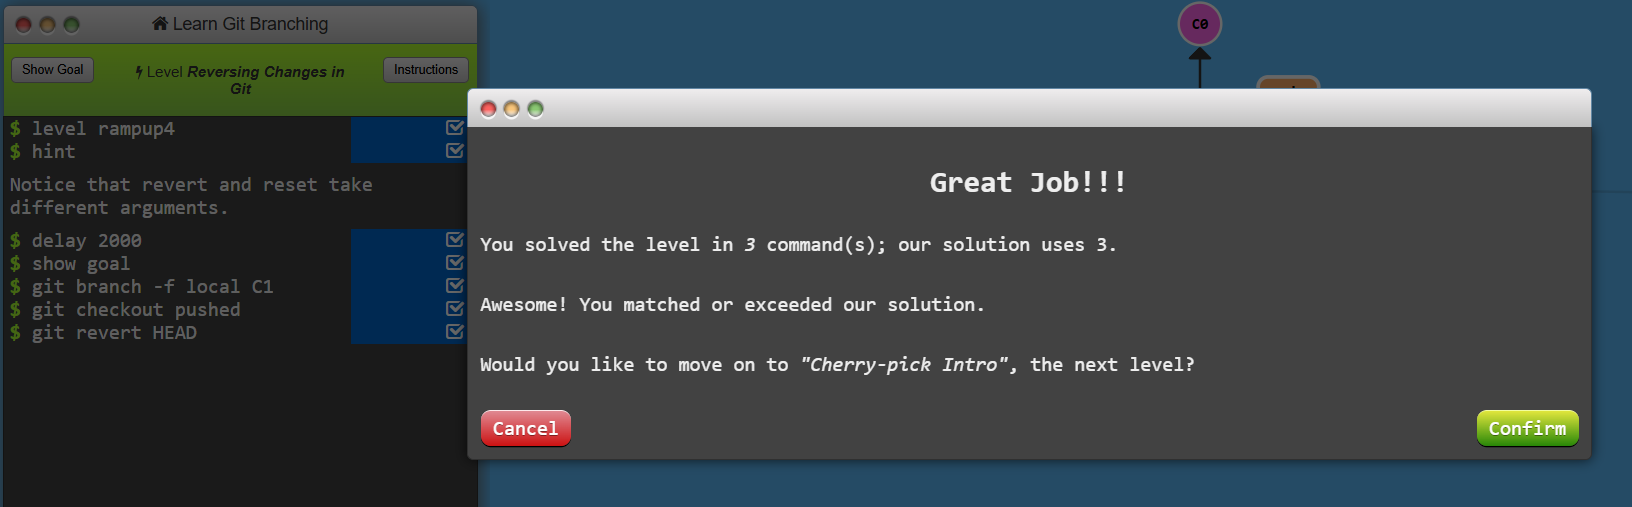 Learn Git Branching
Show Goal
Level Reversing Changes in
Git
Instructions
$ level rampup4
$ hint
Notice that revert and reset take
different arguments.
$ delay 2000
$ show goal
$ git branch -f local C1
$ git checkout pushed
$ git revert HEAD
C0
Great Job!!!
You solved the level in 3 command(s); our solution uses 3.
Awesome! You matched or exceeded our solution.
Would you like to move on to "Cherry-pick Intro", the next level?
Cancel
Confirm